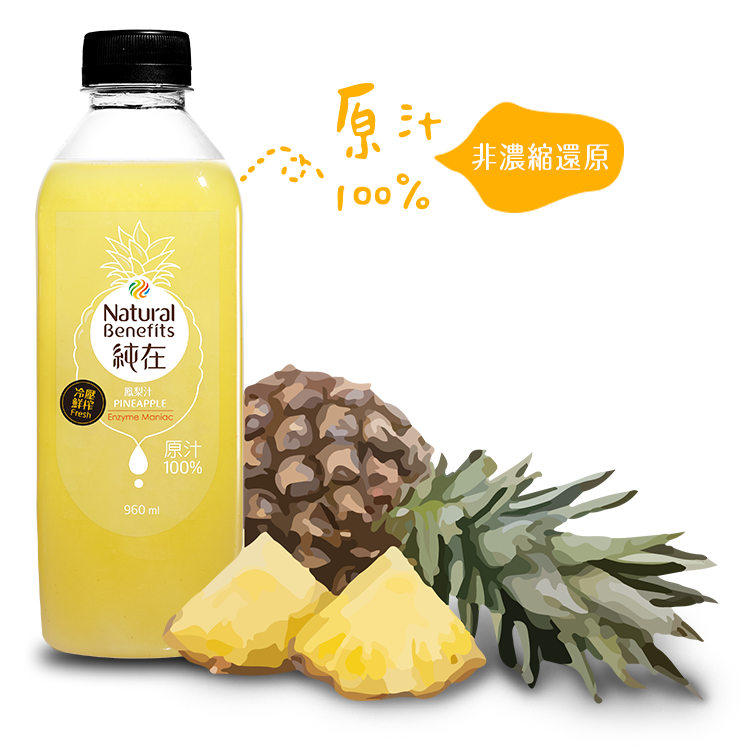 原汁
100%
非濃縮還原
Natural
Benefits
純在
冷壓
鮮榨
Fresh
鳳梨汁
PINEAPPLE
Enzyme Maniac
原汁
100%
960 ml